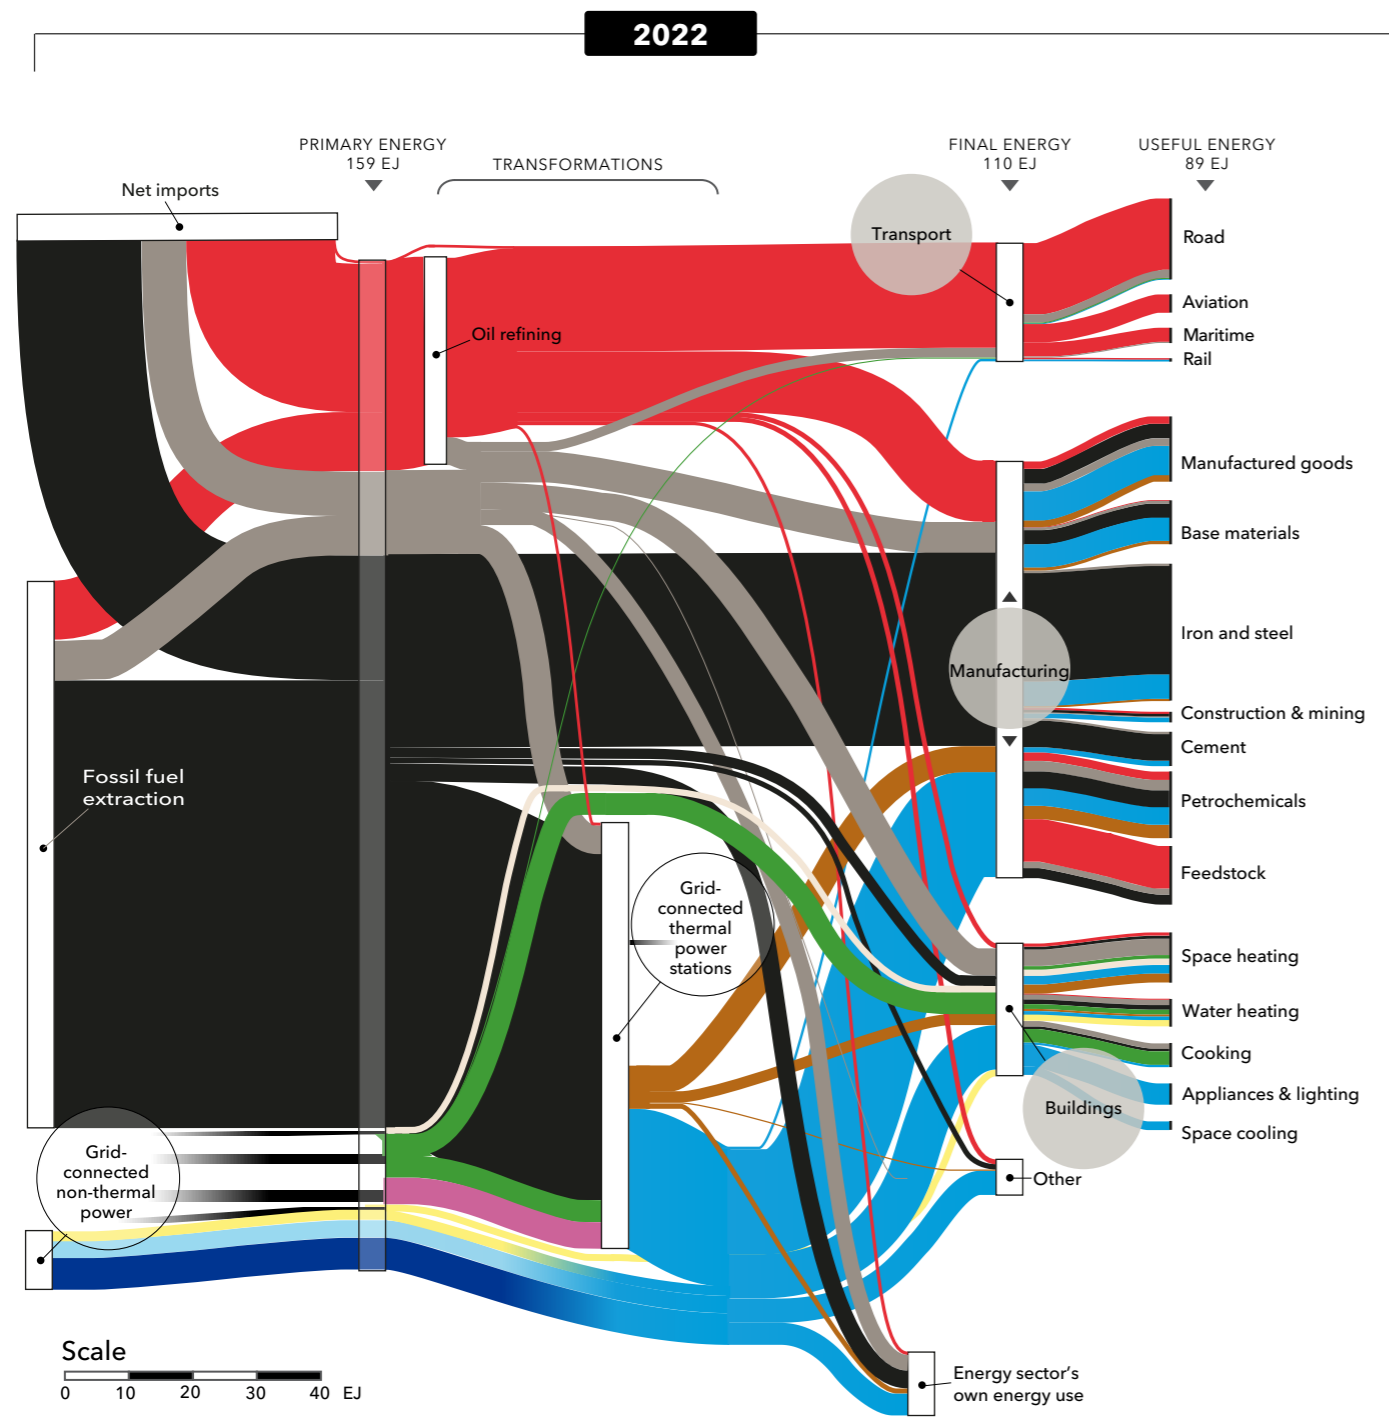 2022
PRIMARY ENERGY
159 EJ
TRANSFORMATIONS
FINAL ENERGY
110 EJ
USEFUL ENERGY
89 EJ
Net imports
Transport
Road
Aviation
Maritime
Rail
Oil refining
Manufactured goods
Base materials
Iron and steel
Manufacturing
Construction & mining
Cement
Petrochemicals
Feedstock
Fossil fuel
extraction
Grid-
connected
thermal
power
stations
Space heating
Water heating
Cooking
Appliances & lighting
Space cooling
Buildings
Other
Grid-
connected
non-thermal
power
Scale
0 10 20 30 40 EJ
Energy sector's
own energy use